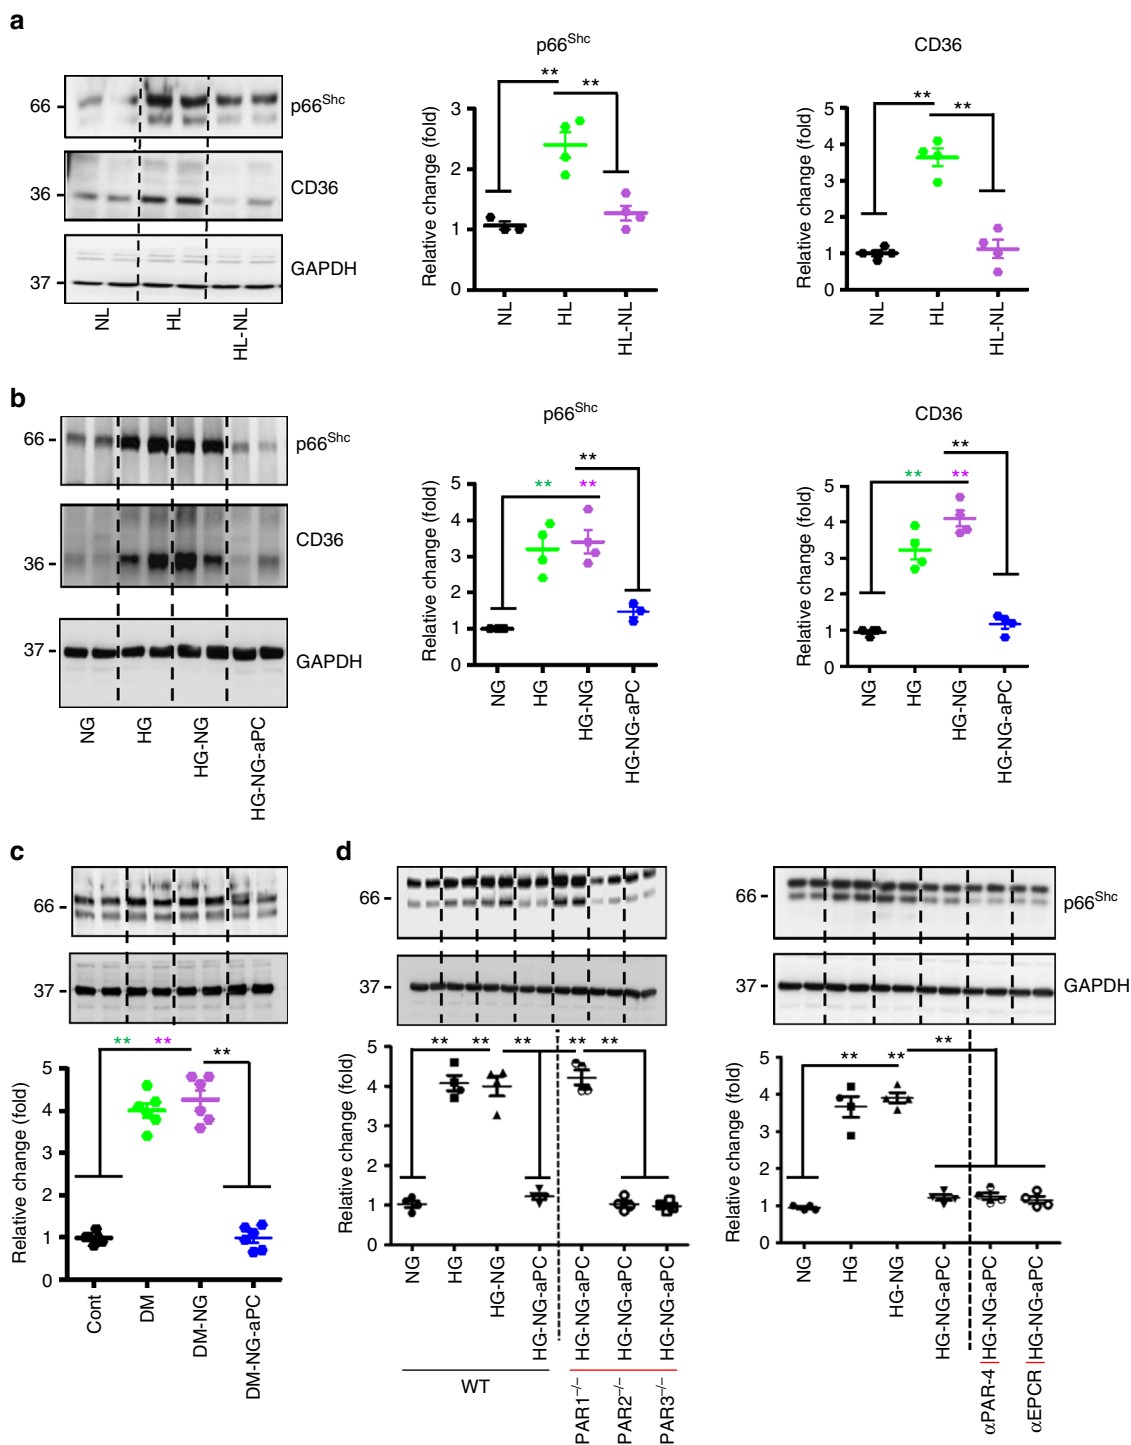 a
p66Shc
CD36
66
p66Shc
36
CD36
37
GAPDH
NL
HL
HL-NL
Relative change (fold)
3
2
1
0
**
**
NL
HL
HL-NL
Relative change (fold)
5
4
3
2
1
0
**
**
NL
HL
HL-NL
b
p66Shc
CD36
66
p66Shc
36
CD36
37
GAPDH
NG
HG
HG-NG
HG-NG-aPC
Relative change (fold)
5
4
3
2
1
0
**
**
**
NG
HG
HG-NG
HG-NG-aPC
Relative change (fold)
5
4
3
2
1
0
**
**
**
NG
HG
HG-NG
HG-NG-aPC
c
66
37
Relative change (fold)
5
4
3
2
1
0
**
**
**
Cont
DM
DM-NG
DM-NG-aPC
d
66
37
Relative change (fold)
5
4
3
2
1
0
**
**
**
**
**
NG
HG
HG-NG
HG-NG-aPC
HG-NG-aPC
HG-NG-aPC
HG-NG-aPC
WT
PAR1−/−
PAR2−/−
PAR3−/−
66
p66Shc
37
GAPDH
Relative change (fold)
5
4
3
2
1
0
**
**
**
NG
HG
HG-NG
HG-NG-aPC
HG-NG-aPC
HG-NG-aPC
αPAR-4
αEPCR